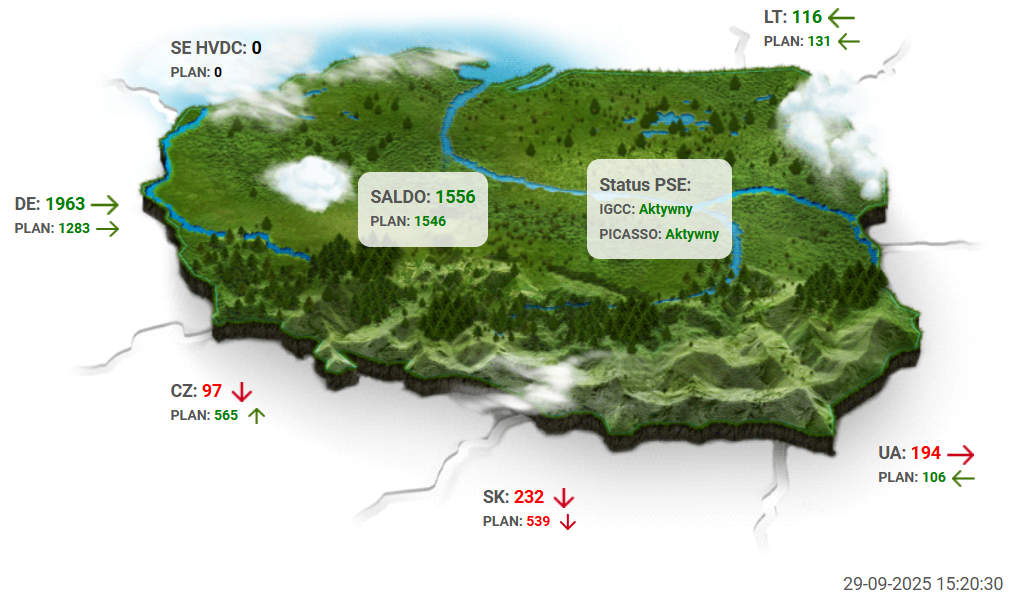 LT: 116
PLAN: 131
SE HVDC: 0
PLAN: 0
DE: 1963
PLAN: 1283
SALDO: 1556
PLAN: 1546
Status PSE:
IGCC: Aktywny
PICASSO: Aktywny
CZ: 97
PLAN: 565
UA: 194
PLAN: 106
SK: 232
PLAN: 539
29-09-2025 15:20:30